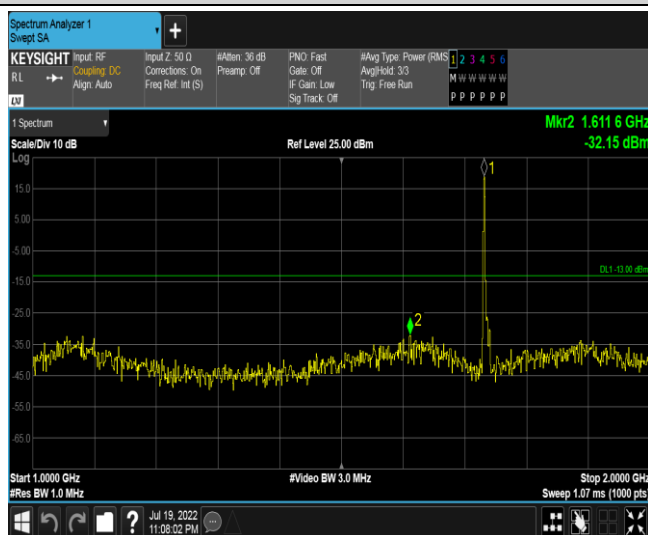 Spectrum Analyzer 1
Swept SA
+
KEYSIGHT Input: RF Input Z: 50 Ω #Atten: 36 dB PNO: Fast #Avg Type: Power (RMS 1 2 3 4 5 6
RL Coupling: DC Corrections: On Preamp: Off Gate: Off Avg|Hold: 3/3 M W W W W W
Align: Auto Freq Ref: Int (S) IF Gain: Low Trig: Free Run
Sig Track: Off P P P P P P
LXI
1 Spectrum Mkr2 1.611 6 GHz
Scale/Div 10 dB Ref Level 25.00 dBm -32.15 dBm
Log
1
15.0
5.00
-5.00
DL1 -13.00 dBm
-15.0
-25.0
2
-35.0
-45.0
-55.0
-65.0
Start 1.0000 GHz #Video BW 3.0 MHz Stop 2.0000 GHz
#Res BW 1.0 MHz Sweep 1.07 ms (1000 pts)
? Jul 19, 2022
11:08:02 PM